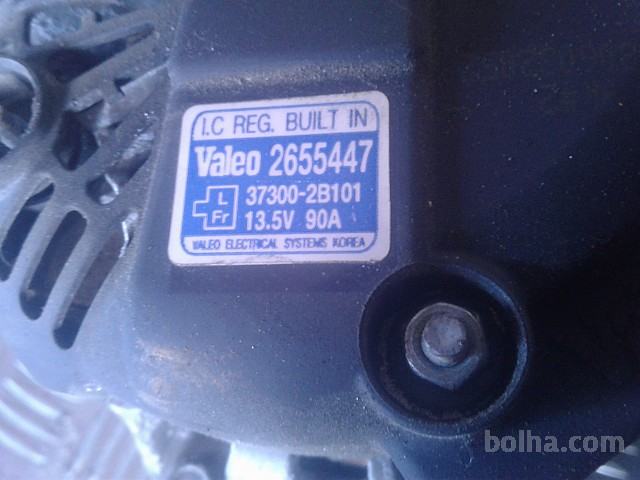 I.C REG. BUILT IN
Valeo 2655447
L
Fr
37300-2B101
13.5V 90A
VALEO ELECTRICAL SYSTEMS KOREA
bolha.com